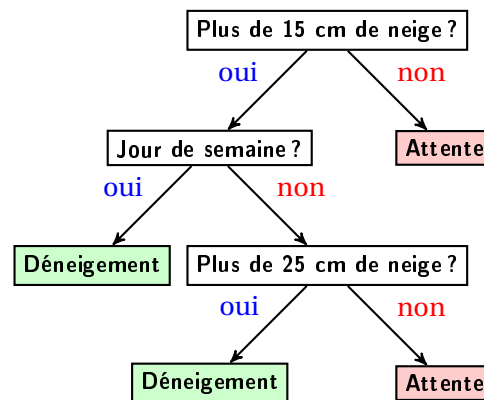 Plus de 15 cm de neige ?
oui
non
Jour de semaine ?
Attente
oui
non
Déneigement
Plus de 25 cm de neige ?
oui
non
Déneigement
Attente